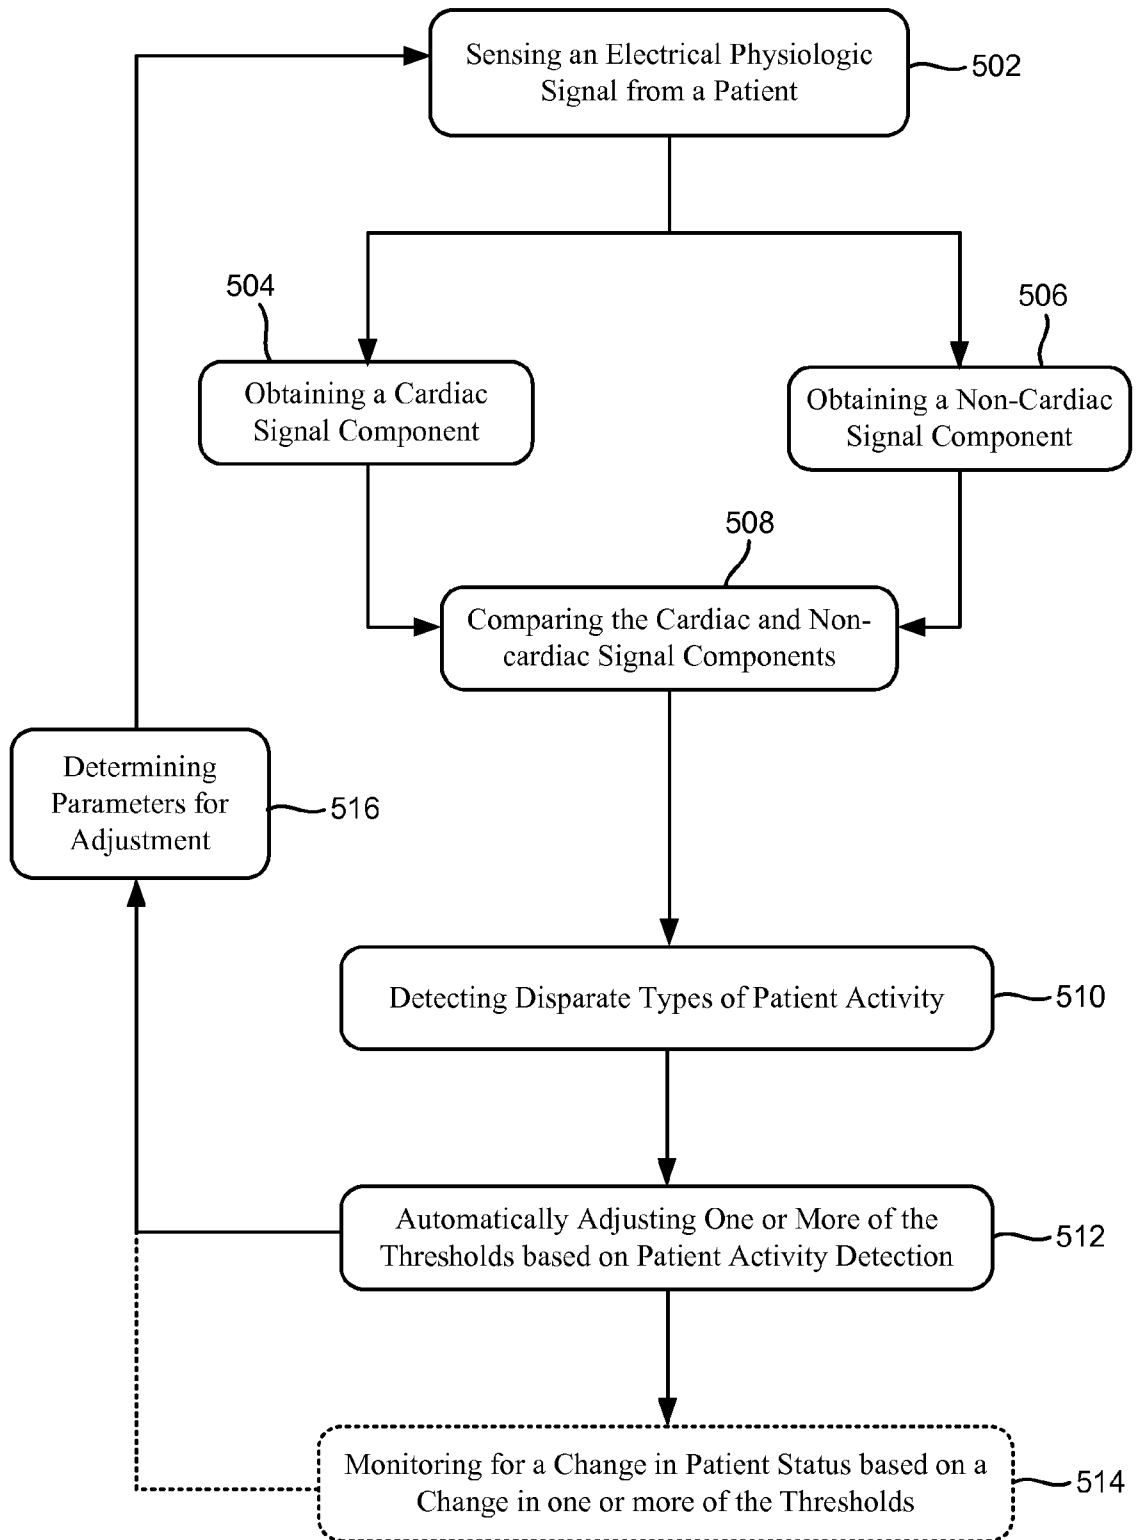 Sensing an Electrical Physiologic
Signal from a Patient
502
504
506
Obtaining a Cardiac
Signal Component
Obtaining a Non-Cardiac
Signal Component
508
Comparing the Cardiac and Non-
cardiac Signal Components
Determining
Parameters for
Adjustment
516
Detecting Disparate Types of Patient Activity
510
Automatically Adjusting One or More of the
Thresholds based on Patient Activity Detection
512
Monitoring for a Change in Patient Status based on a
Change in one or more of the Thresholds
514